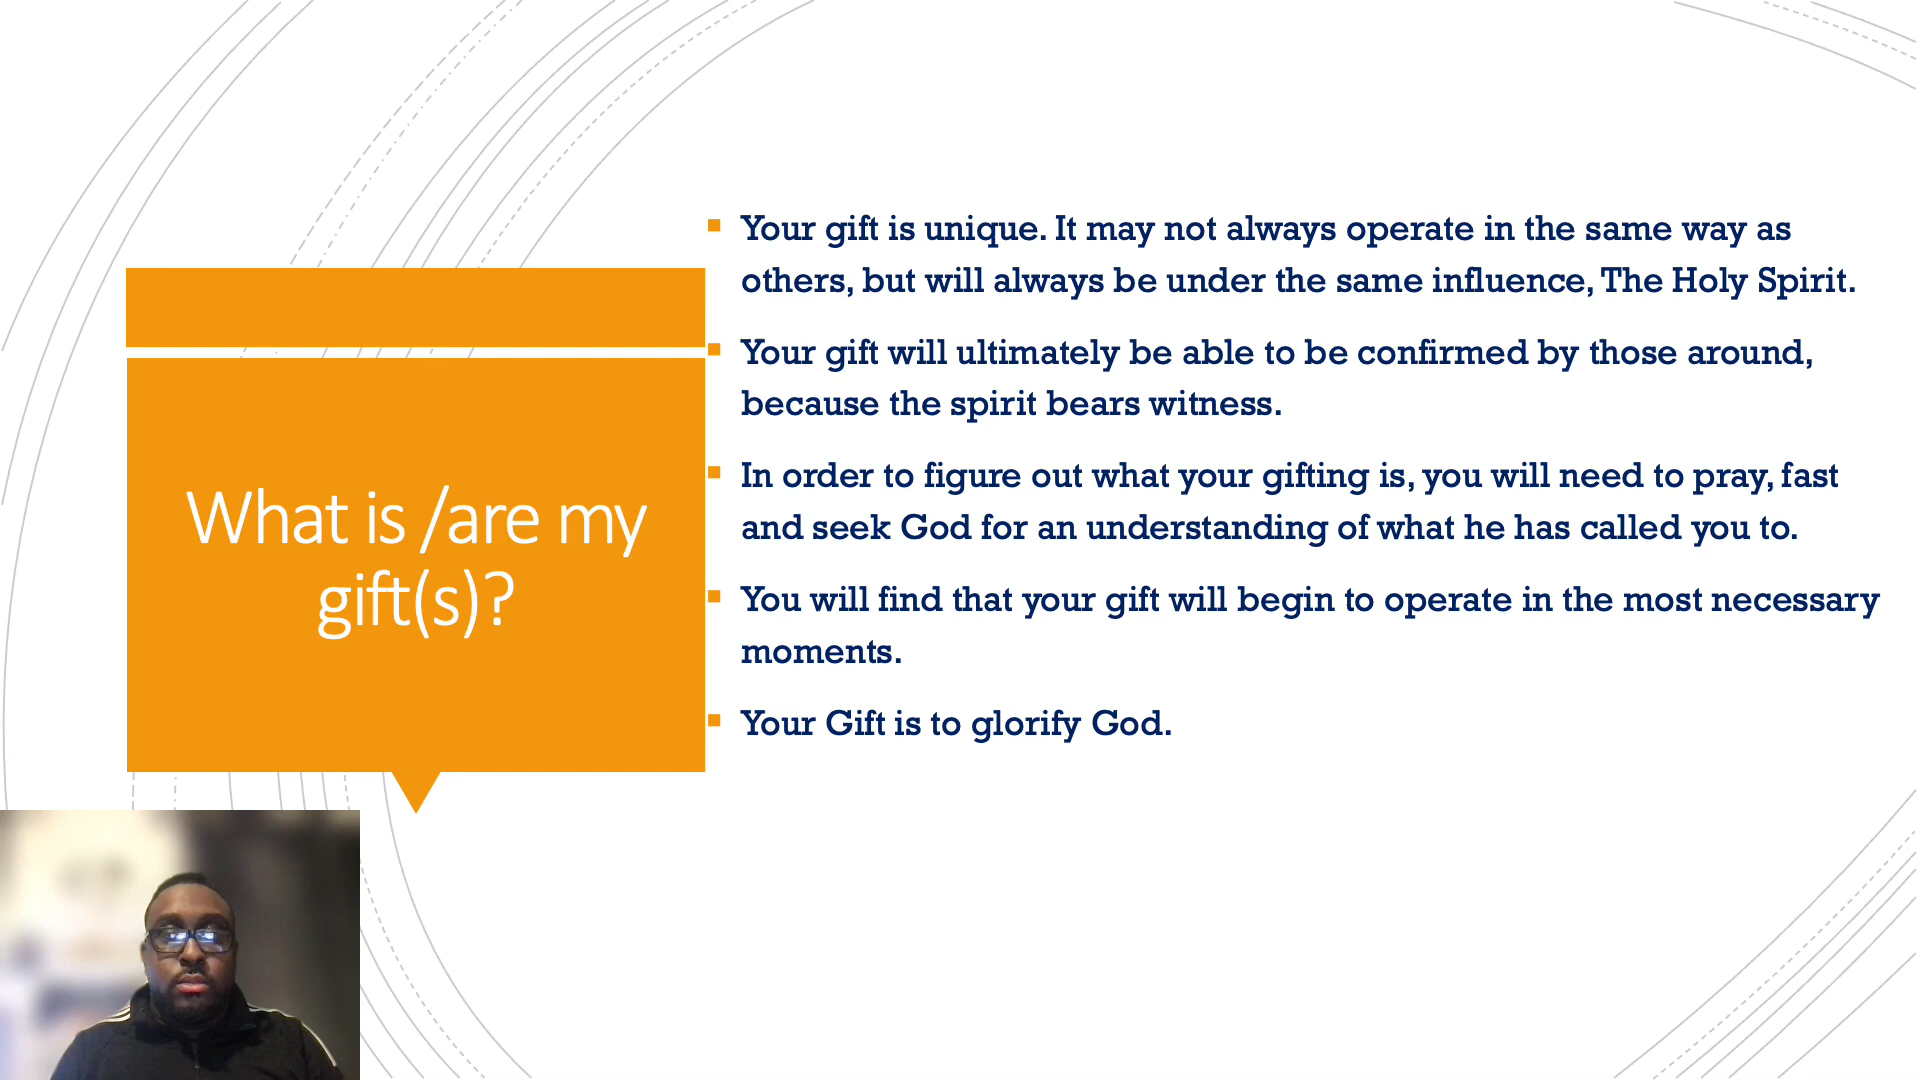 What is /are my
gift(s)?
Your gift is unique. It may not always operate in the same way as
others, but will always be under the same influence, The Holy Spirit.
Your gift will ultimately be able to be confirmed by those around,
because the spirit bears witness.
In order to figure out what your gifting is, you will need to pray, fast
and seek God for an understanding of what he has called you to.
You will find that your gift will begin to operate in the most necessary
moments.
Your Gift is to glorify God.